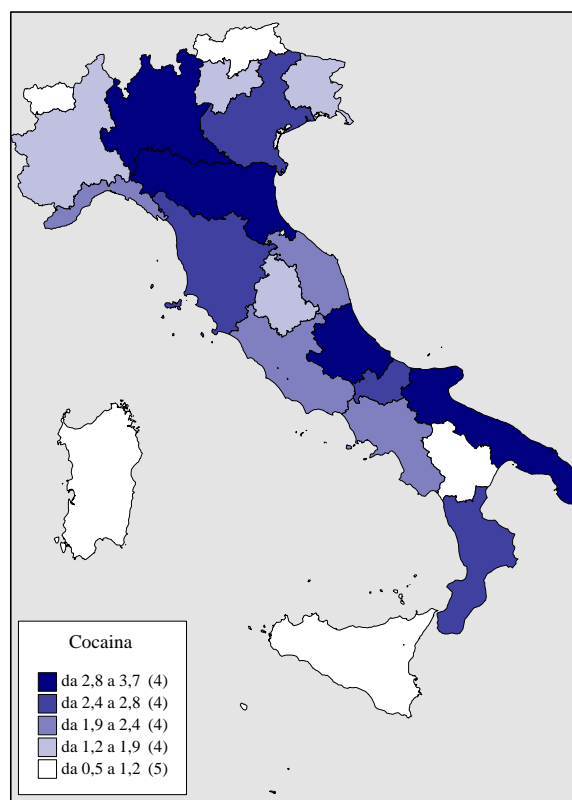 Cocaina
da 2,8 a 3,7 (4)
da 2,4 a 2,8 (4)
da 1,9 a 2,4 (4)
da 1,2 a 1,9 (4)
da 0,5 a 1,2 (5)